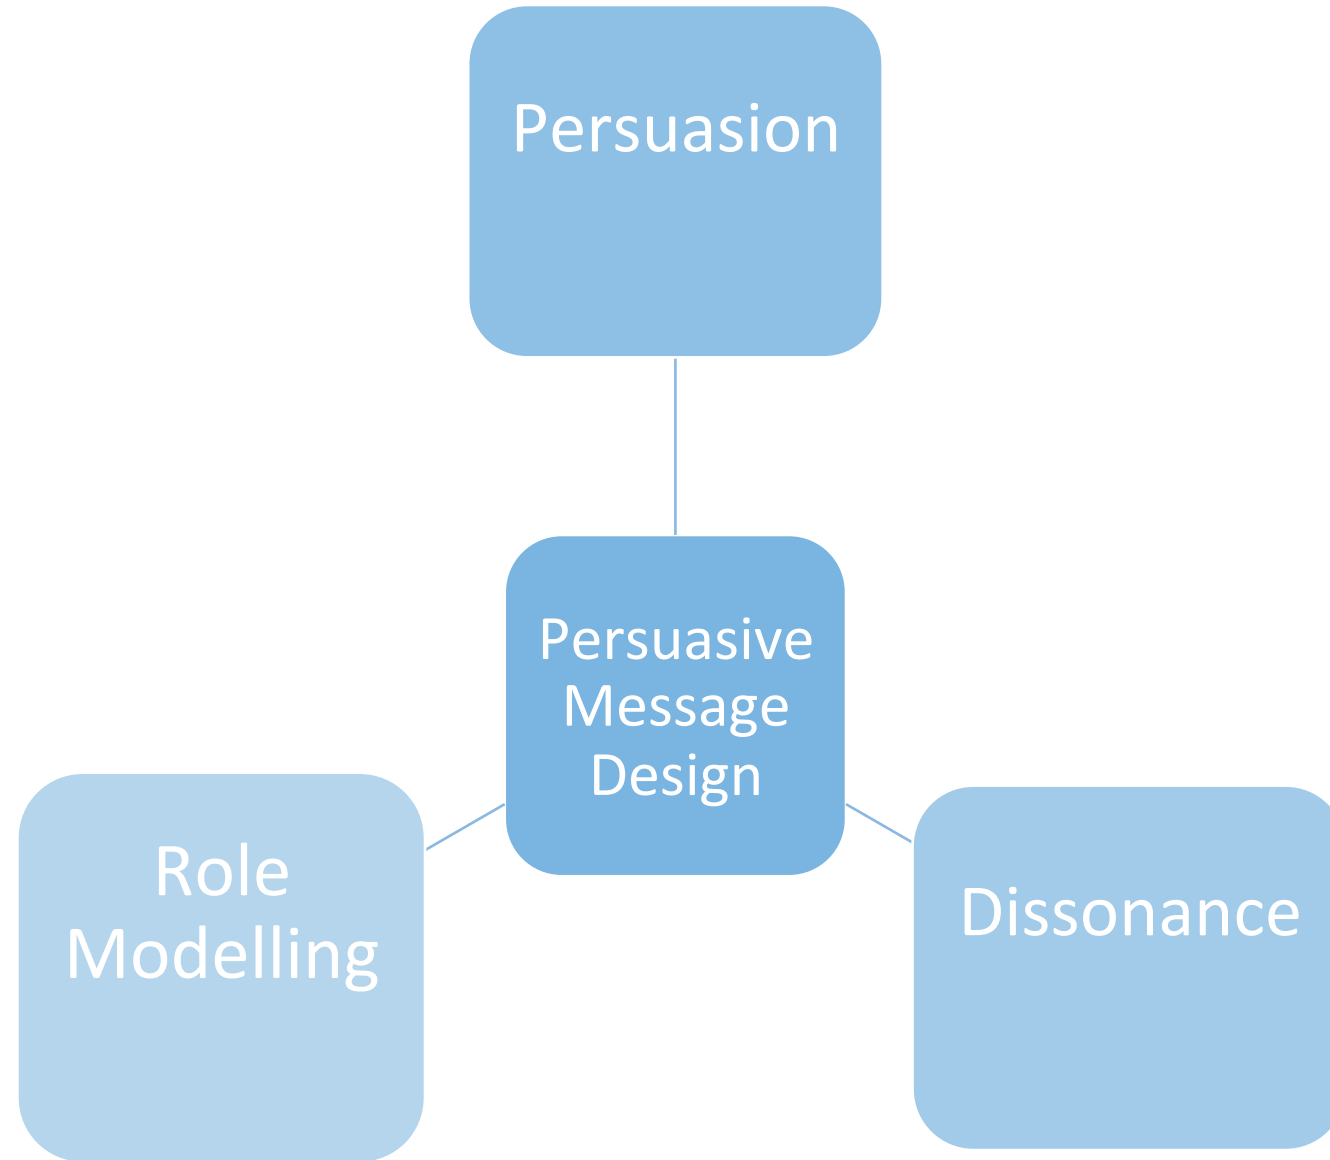 Persuasion
Persuasive
Message
Design
Role
Modelling
Dissonance